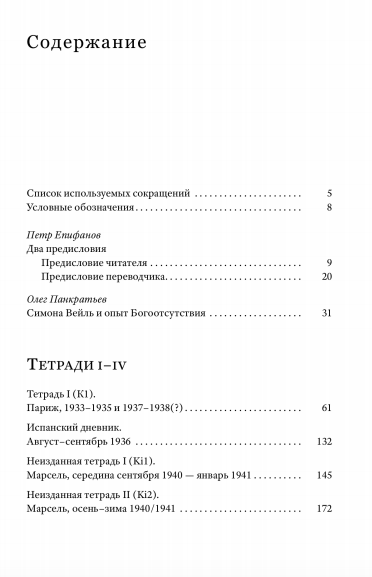 Содержание
Список используемых сокращений ...................... 5
Условные обозначения............................ 8
Петр Епифанов
Два предисловия
Предисловие читателя ......................... 9
Предисловие переводчика...................... 20
Олег Панкратьев
Симона Вейль и опыт Богоотсутствия ................ 31
Тетради I–IV
Тетрадь I (К1).
Париж, 1933–1935 и 1937–1938(?).................... 61
Испанский дневник.
Август–сентябрь 1936 ............................ 132
Неизданная тетрадь I (Ki1).
Марсель, середина сентября 1940 — январь 1941 ......... 145
Неизданная тетрадь II (Ki2).
Марсель, осень–зима 1940/1941 ..................... 172